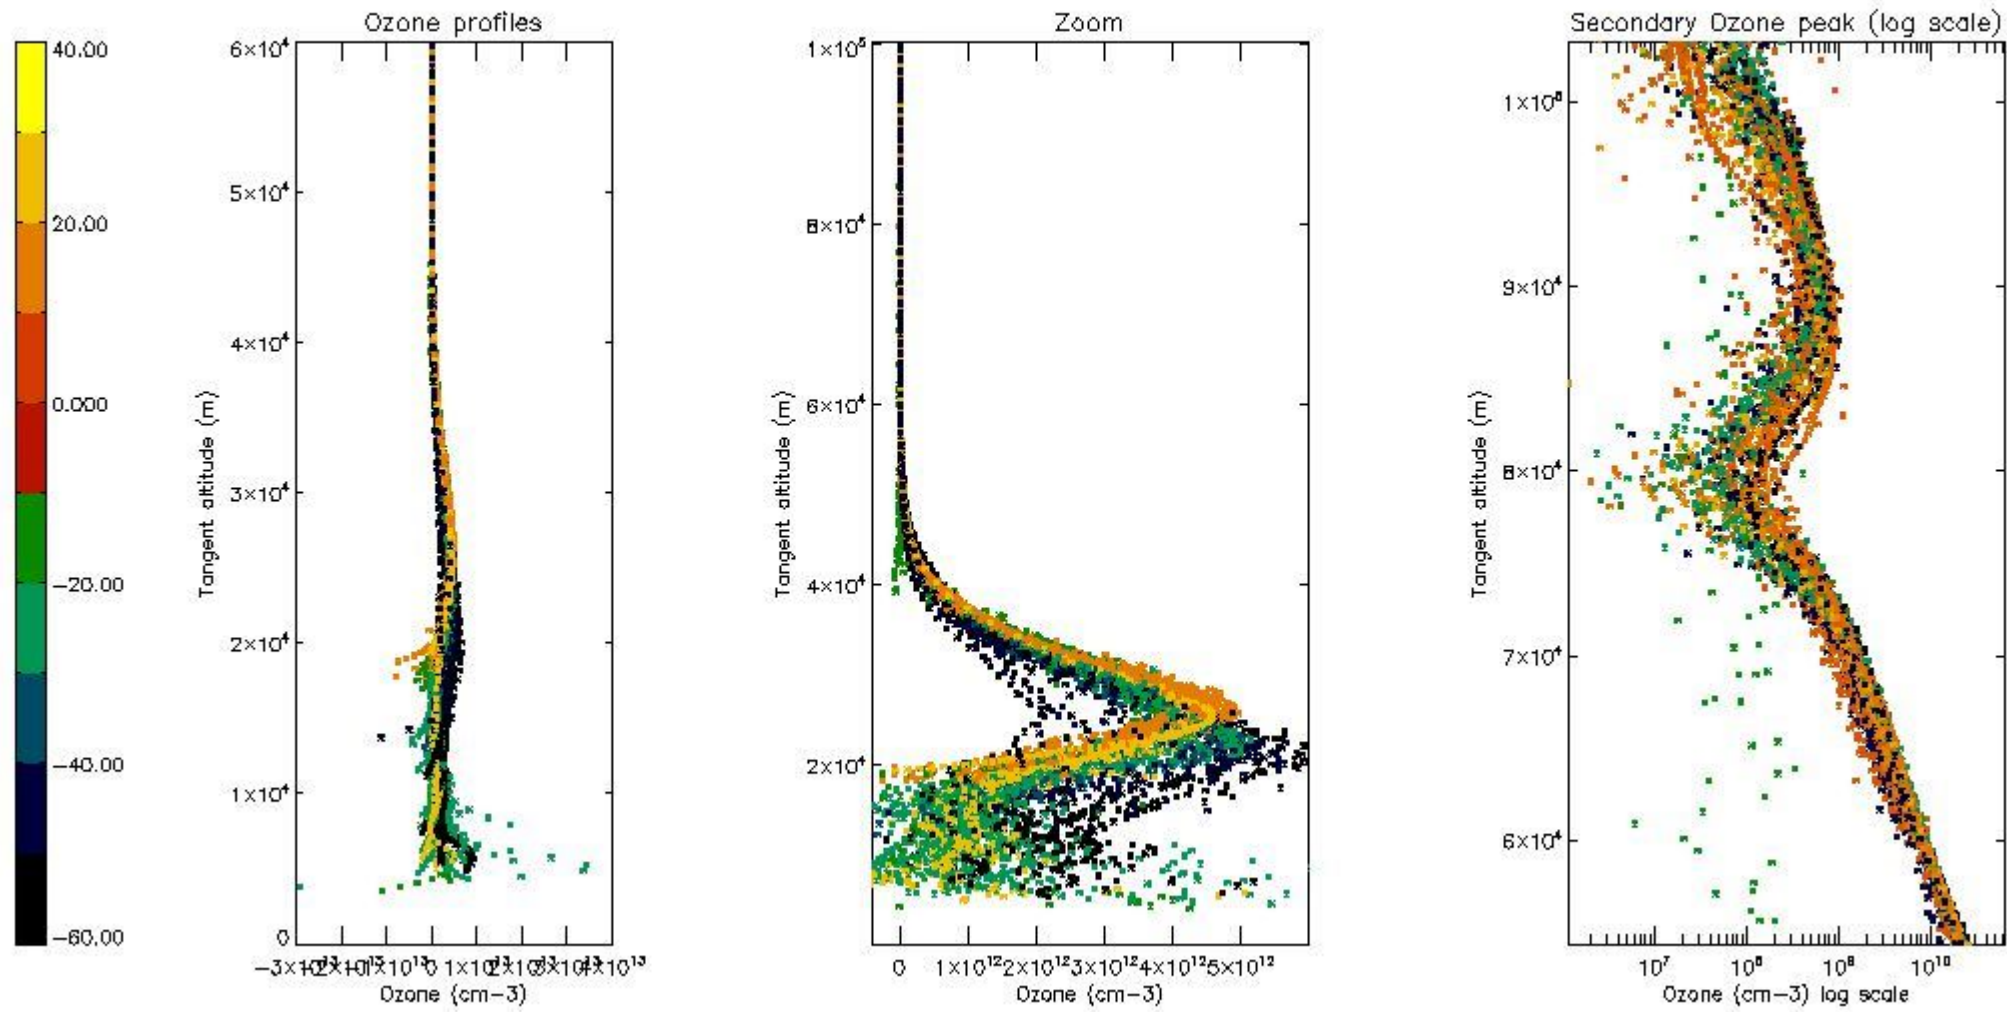 Ozone profiles
Zoom
Secondary Ozone peak (log scale)
40.00
20.00
0.000
−20.00
−40.00
−60.00
6×10⁴
5×10⁴
4×10⁴
3×10⁴
2×10⁴
1×10⁴
0
Tangent altitude (m)
0
Ozone (cm−3)
1×10⁵
8×10⁴
6×10⁴
4×10⁴
2×10⁴
Tangent altitude (m)
0 1×10¹² 2×10¹² 3×10¹² 4×10¹² 5×10¹²
Ozone (cm−3)
9×10⁴
8×10⁴
7×10⁴
6×10⁴
Tangent altitude (m)
10⁷ 10⁸ 10⁹ 10¹⁰
Ozone (cm−3) log scale